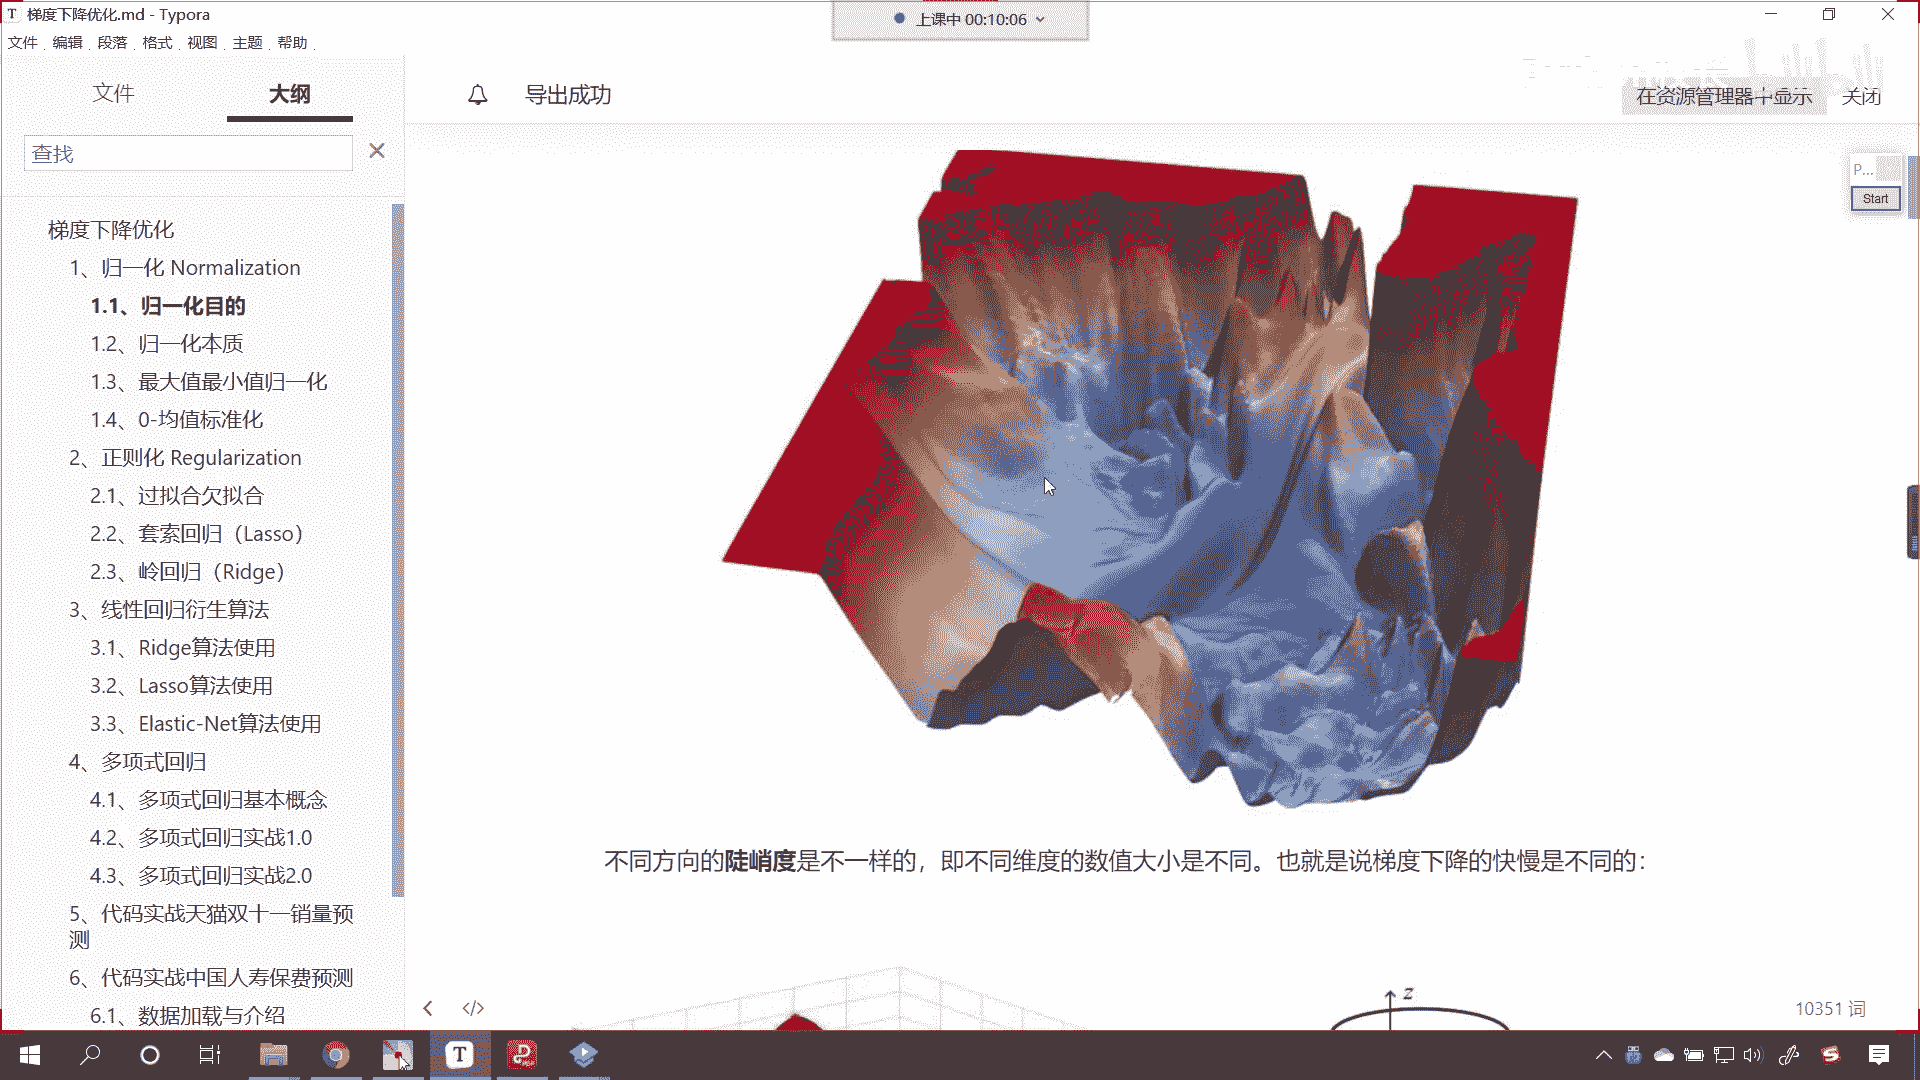 梯度下降优化.md - Typora
上课中 00:10:06
文件 编辑 段落 格式 视图 主题 帮助
文件 大纲
导出成功
在资源管理器中显示 关闭
查找
P...
Start
梯度下降优化
1、归一化 Normalization
1.1、归一化目的
1.2、归一化本质
1.3、最大值最小值归一化
1.4、0-均值标准化
2、正则化 Regularization
2.1、过拟合欠拟合
2.2、套索回归（Lasso）
2.3、岭回归（Ridge）
3、线性回归衍生算法
3.1、Ridge算法使用
3.2、Lasso算法使用
3.3、Elastic-Net算法使用
4、多项式回归
4.1、多项式回归基本概念
4.2、多项式回归实战1.0
4.3、多项式回归实战2.0
5、代码实战天猫双十一销量预
测
6、代码实战中国人寿保费预测
6.1、数据加载与介绍
不同方向的陡峭度是不一样的，即不同维度的数值大小是不同。也就是说梯度下降的快慢是不同的：
z
10351 词